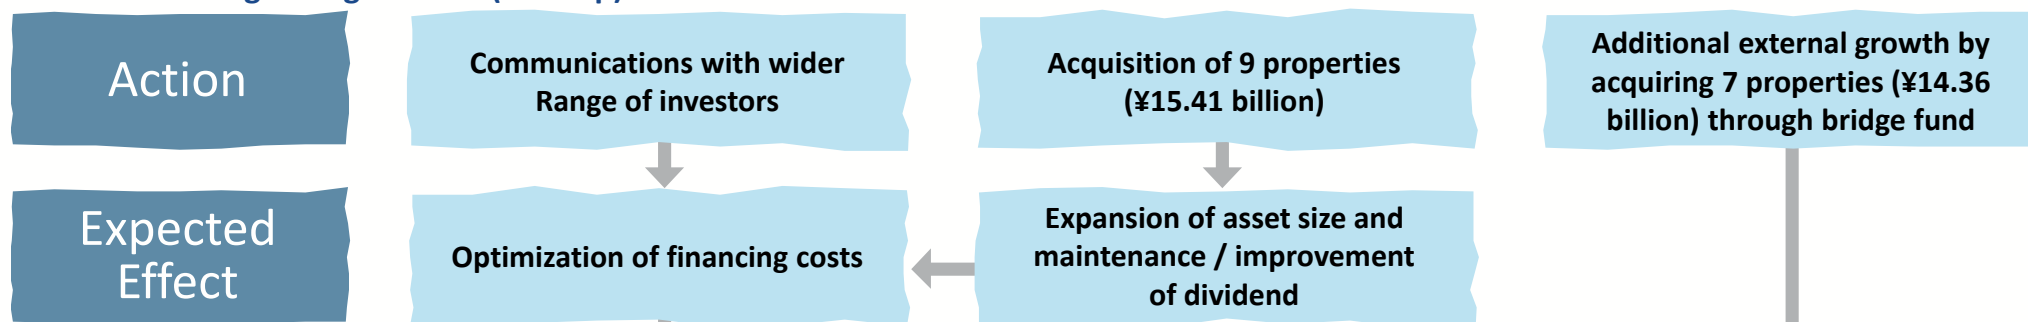 Action
Communications with wider
Range of investors
Acquisition of 9 properties
(¥15.41 billion)
Additional external growth by
acquiring 7 properties (¥14.36
billion) through bridge fund
Expected
Effect
Optimization of financing costs
Expansion of asset size and
maintenance / improvement
of dividend